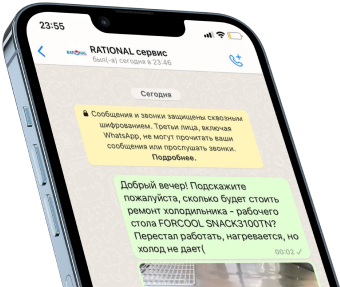 23:55
RATIONAL
RATIONAL сервис
был(-а) сегодня в 23:46
Сегодня
Сообщения и звонки защищены сквозным
шифрованием. Третьи лица, включая
WhatsApp, не могут прочитать ваши
сообщения или прослушать звонки.
Подробнее.
Добрый вечер! Подскажите
пожалуйста, сколько будет стоить
ремонт холодильника – рабочего
стола FORCOOL SNACK3100TN?
Перестал работать, нагревается, но
холод не дает(
00:02